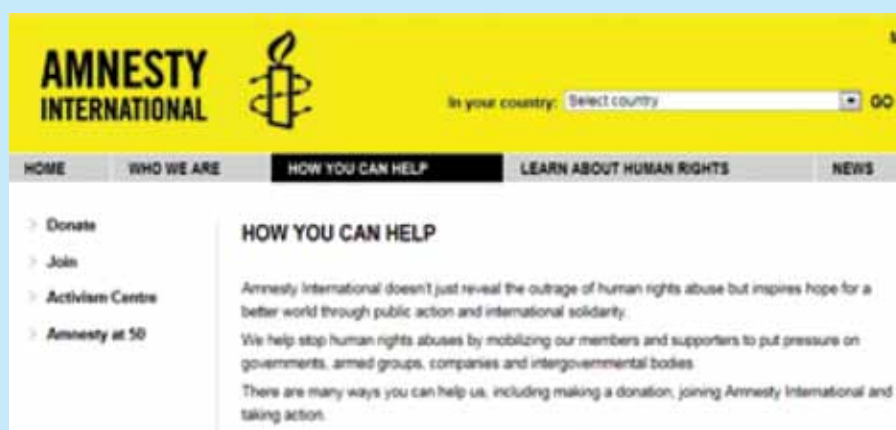 AMNESTY
INTERNATIONAL
In your country: Select country GO
HOME WHO WE ARE HOW YOU CAN HELP LEARN ABOUT HUMAN RIGHTS NEWS
Donate
Join
Activism Centre
Amnesty at 50
HOW YOU CAN HELP
Amnesty International doesn't just reveal the outrage of human rights abuse but inspires hope for a
better world through public action and international solidarity.
We help stop human rights abuses by mobilizing our members and supporters to put pressure on
governments, armed groups, companies and intergovernmental bodies
There are many ways you can help us, including making a donation, joining Amnesty International and
taking action.